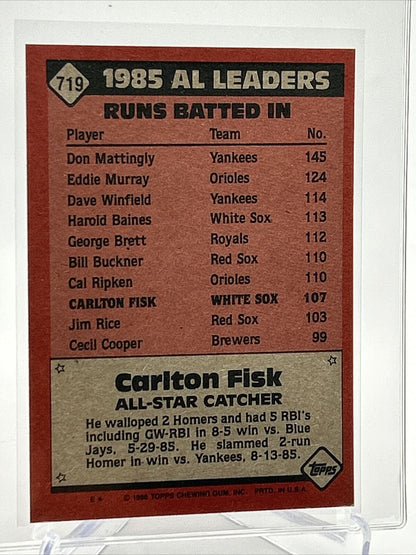 719 1985 AL LEADERS
RUNS BATTED IN
Player Team No.
Don Mattingly Yankees 145
Eddie Murray Orioles 124
Dave Winfield Yankees 114
Harold Baines White Sox 113
George Brett Royals 112
Bill Buckner Red Sox 110
Cal Ripken Orioles 110
CARLTON FISK WHITE SOX 107
Jim Rice Red Sox 103
Cecil Cooper Brewers 99
Carlton Fisk
ALL-STAR CATCHER
He walloped 2 Homers and had 5 RBI's
including GW-RBI in 8-5 win vs. Blue
Jays, 5-29-85. He slammed 2-run
Homer in win vs. Yankees, 8-13-85.
TOPPS
© 1986 TOPPS CHEWING GUM, INC. PRTD. IN U.S.A.